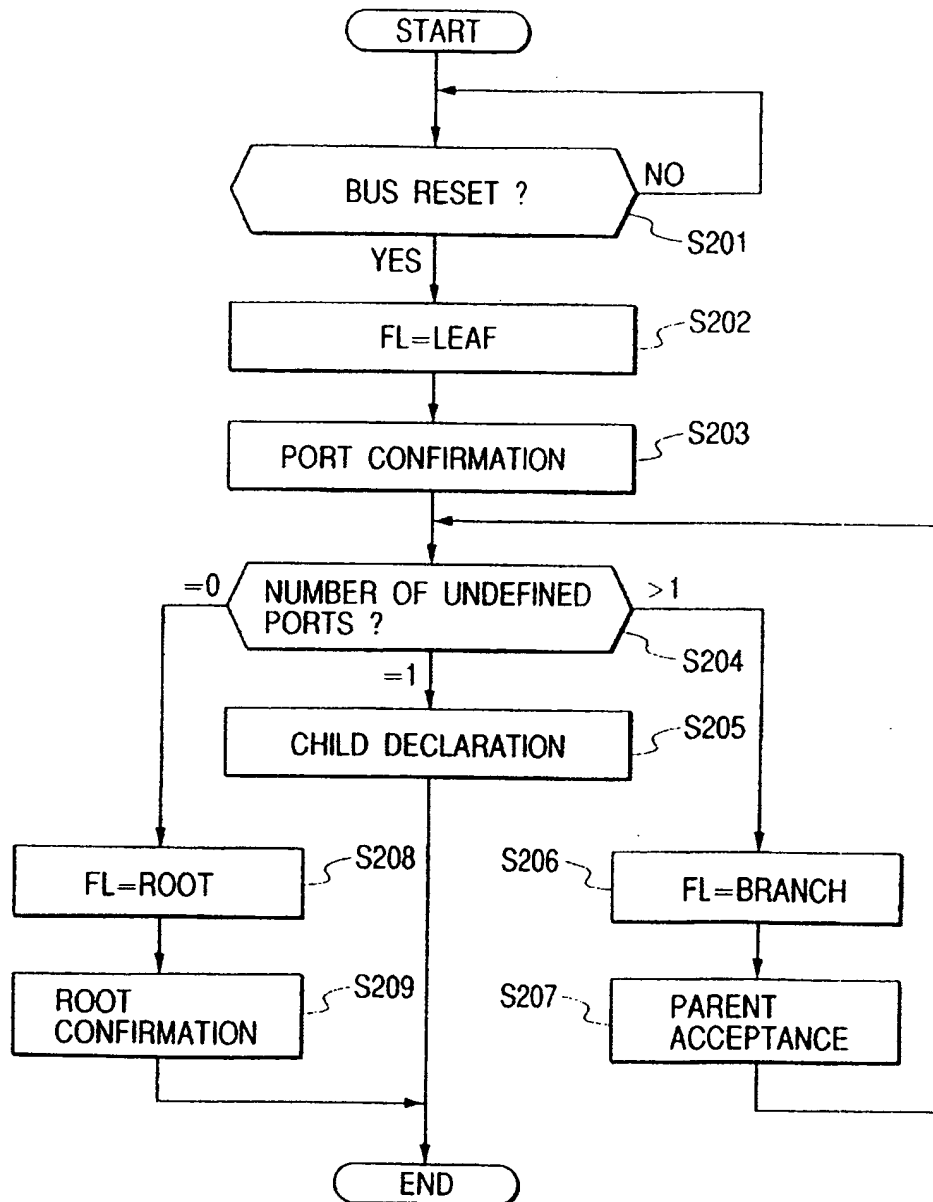 START
BUS RESET ?
NO
S201
YES
FL=LEAF
S202
PORT CONFIRMATION
S203
=0
NUMBER OF UNDEFINED
PORTS ?
>1
S204
=1
CHILD DECLARATION
S205
FL=ROOT
S208
S206
FL=BRANCH
ROOT
CONFIRMATION
S209
S207
PARENT
ACCEPTANCE
END